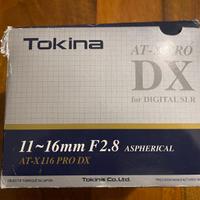 Tokina
AT-X PRO
DX
for DIGITAL SLR
11~16mm F2.8 ASPHERICAL
AT-X 116 PRO DX
Tokina Co.,Ltd.